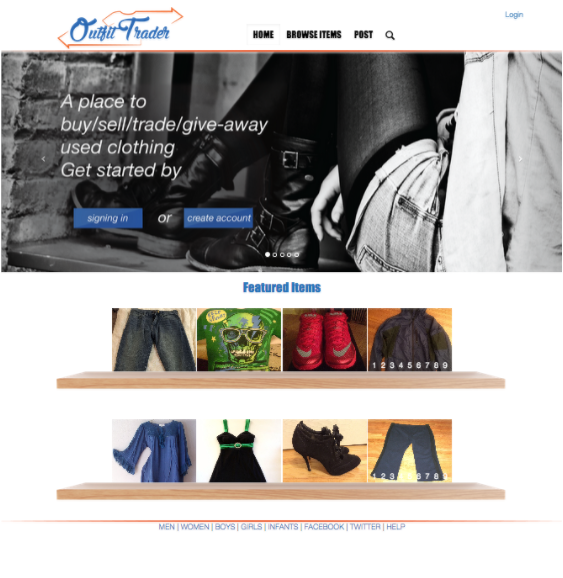 Login
Outfit Trader
HOME BROWSE ITEMS POST
A place to
buy/sell/trade/give-away
used clothing
Get started by
signing in or create account
Featured Items
1 2 3 4 5 6 7 8 9
1 2 3 4 5 6 7 8 9
MEN | WOMEN | BOYS | GIRLS | INFANTS | FACEBOOK | TWITTER | HELP